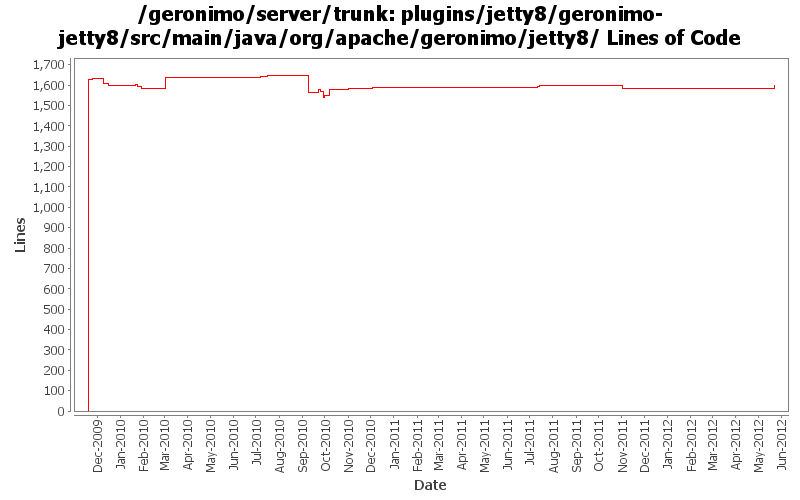 /geronimo/server/trunk: plugins/jetty8/geronimo-
jetty8/src/main/java/org/apache/geronimo/jetty8/ Lines of Code
1,700
1,600
1,500
1,400
1,300
1,200
1,100
1,000
900
800
700
600
500
400
300
200
100
0
Lines
Dec-2009
Jan-2010
Feb-2010
Mar-2010
Apr-2010
May-2010
Jun-2010
Jul-2010
Aug-2010
Sep-2010
Oct-2010
Nov-2010
Dec-2010
Jan-2011
Feb-2011
Mar-2011
Apr-2011
May-2011
Jun-2011
Jul-2011
Aug-2011
Sep-2011
Oct-2011
Nov-2011
Dec-2011
Jan-2012
Feb-2012
Mar-2012
Apr-2012
May-2012
Jun-2012
Date